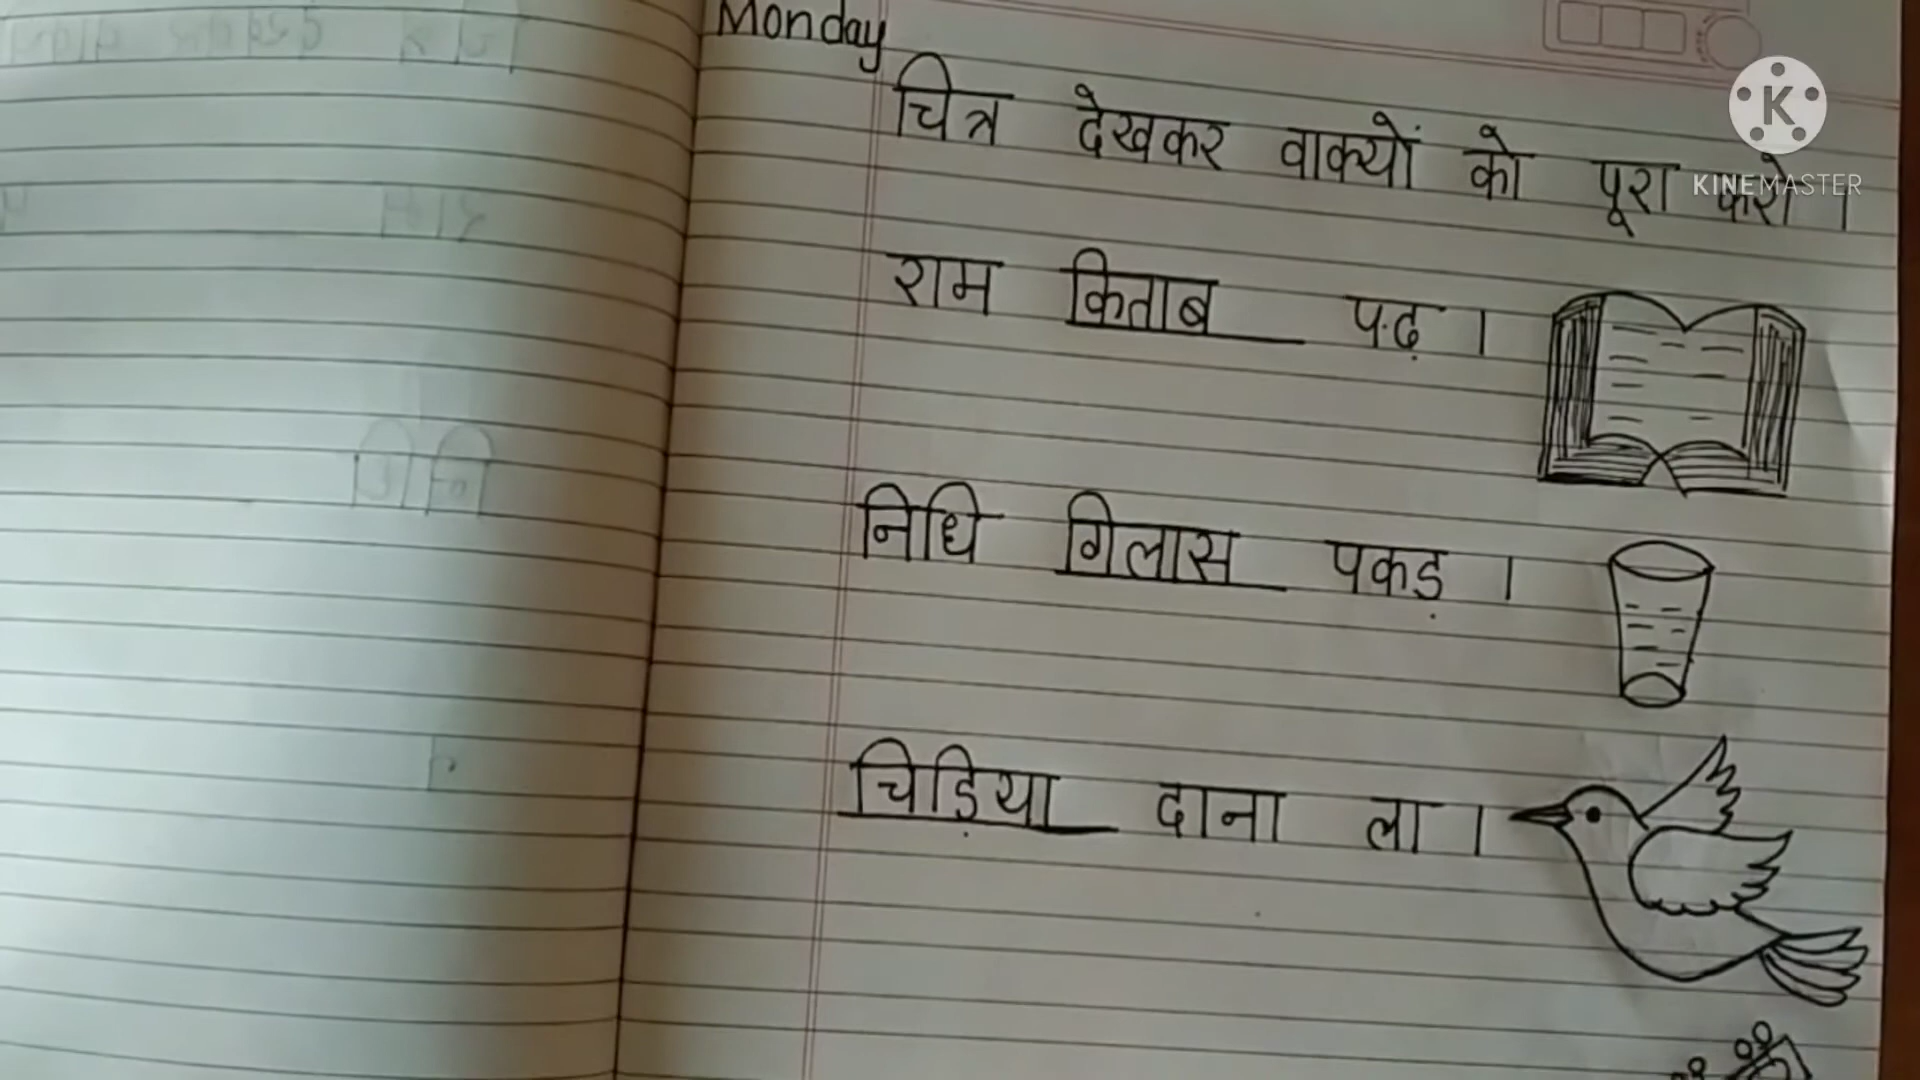 Monday
चित्र देखकर वाक्यों को पूरा करो ।
KINEMASTER
राम किताब पढ़ ।
निधि गिलास पकड़ ।
चिड़िया दाना ला ।